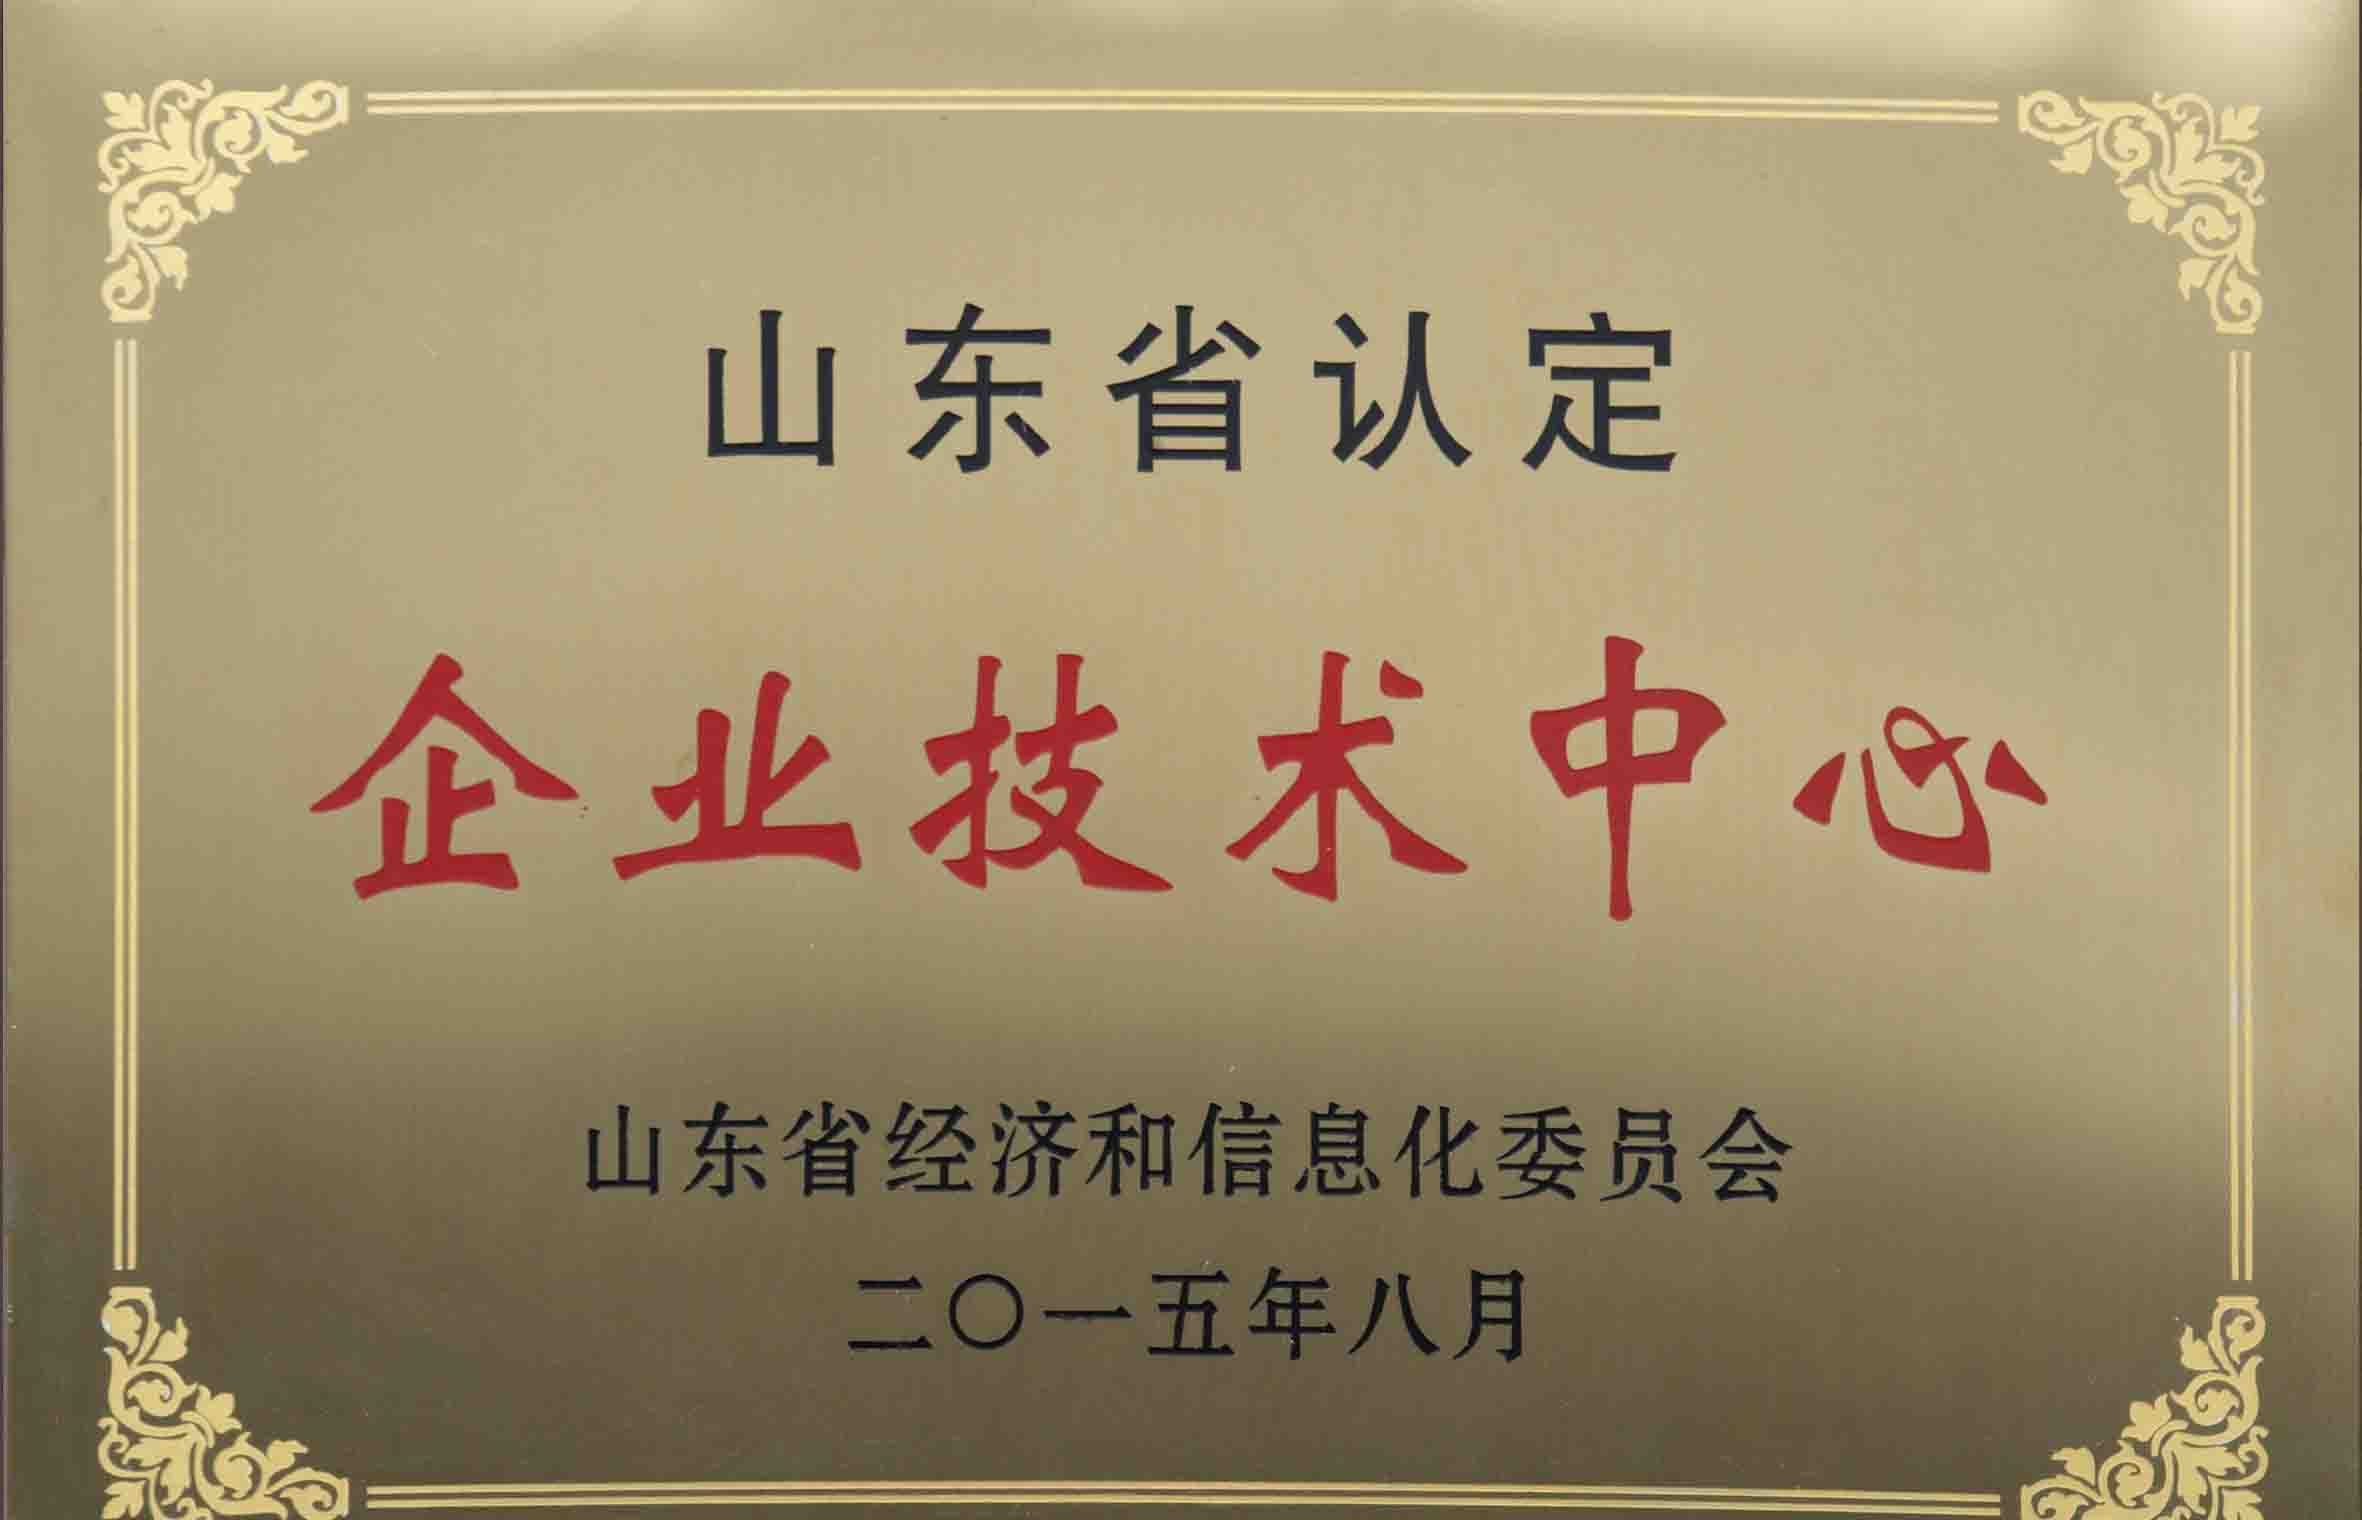 山东省认定
企业技术中心
山东省经济和信息化委员会
二〇一五年八月